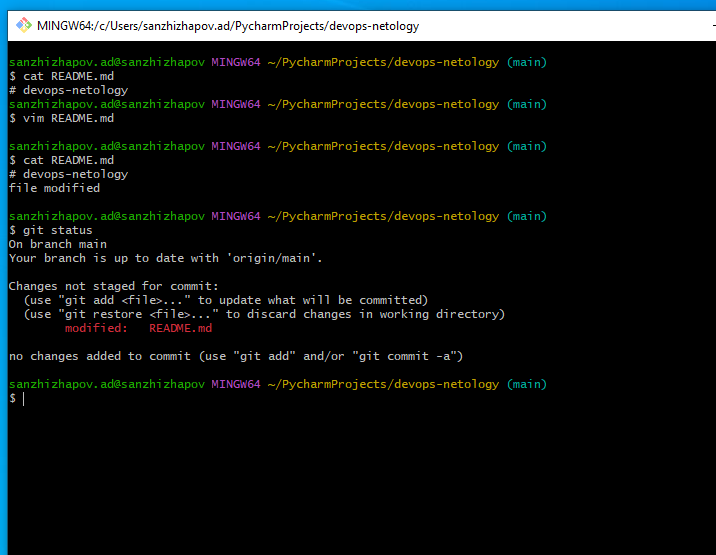 MINGW64:/c/Users/sanzhizhapov.ad/PycharmProjects/devops-netology
sanzhizhapov.ad@sanzhizhapov MINGW64 ~/PycharmProjects/devops-netology (main)
$ cat README.md
# devops-netology
sanzhizhapov.ad@sanzhizhapov MINGW64 ~/PycharmProjects/devops-netology (main)
$ vim README.md
sanzhizhapov.ad@sanzhizhapov MINGW64 ~/PycharmProjects/devops-netology (main)
$ cat README.md
# devops-netology
file modified
sanzhizhapov.ad@sanzhizhapov MINGW64 ~/PycharmProjects/devops-netology (main)
$ git status
On branch main
Your branch is up to date with 'origin/main'.
Changes not staged for commit:
  (use "git add <file>..." to update what will be committed)
  (use "git restore <file>..." to discard changes in working directory)
        modified:   README.md
no changes added to commit (use "git add" and/or "git commit -a")
sanzhizhapov.ad@sanzhizhapov MINGW64 ~/PycharmProjects/devops-netology (main)
$